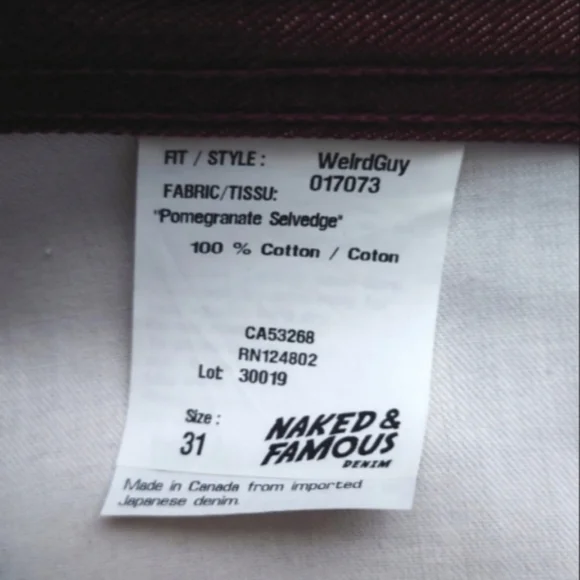 FIT / STYLE : WeirdGuy
017073
FABRIC/TISSU:
"Pomegranate Selvedge"
100 % Cotton / Coton
CA53268
RN124802
Lot: 30019
Size :
31
NAKED &
FAMOUS
DENIM
Made in Canada from imported
Japanese denim.